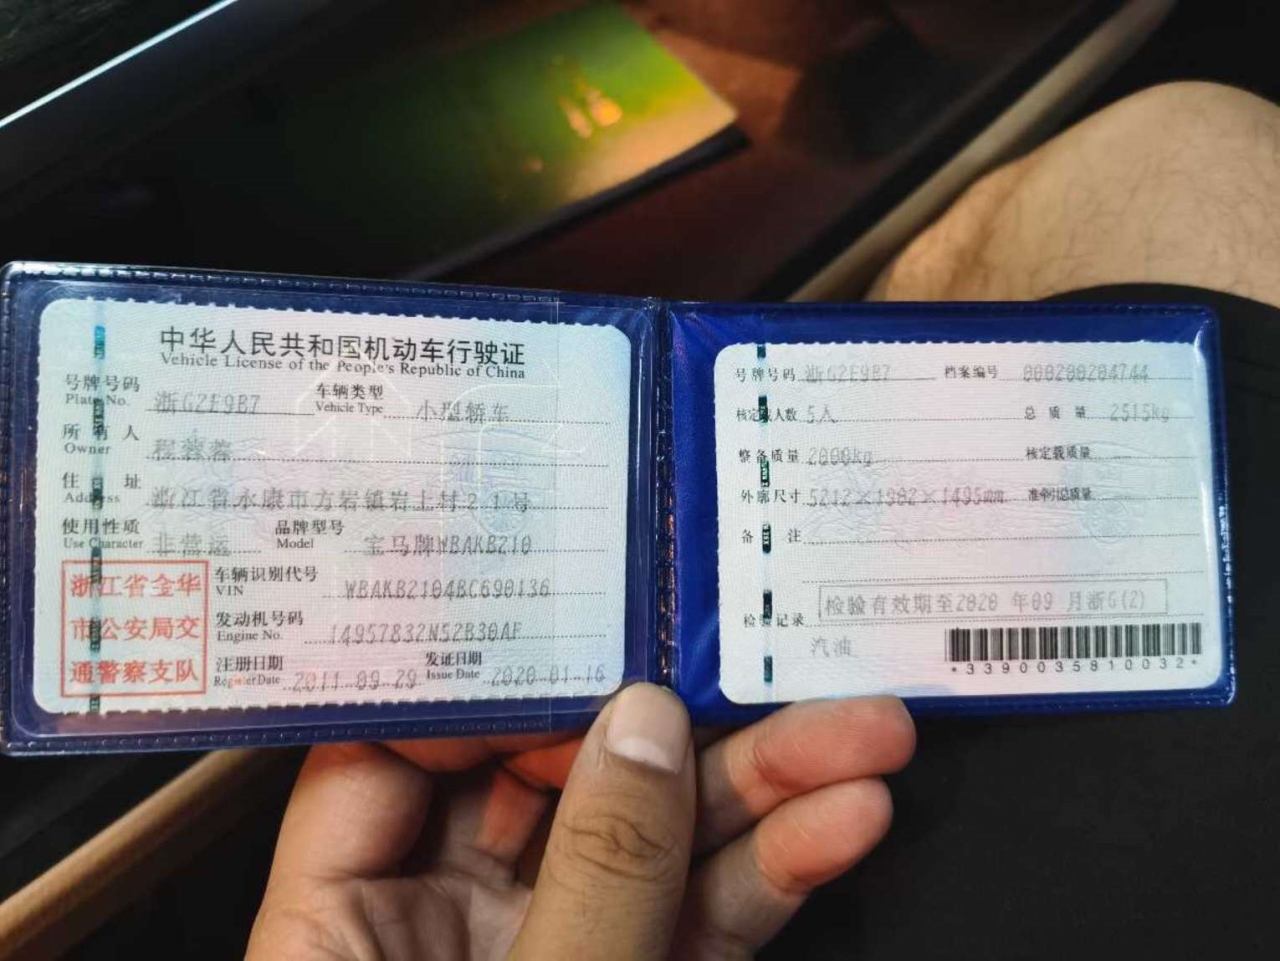 中华人民共和国机动车行驶证
Vehicle License of the People's Republic of China
号牌号码 浙GZE9B7 车辆类型 小型轿车
Plate No. Vehicle Type
所有人 程蓉蓉
Owner
住址 浙江省永康市方岩镇岩上村21号
Address
使用性质 非营运 品牌型号 宝马牌WBAKB210
Use Character Model
浙江省金华
市公安局交
通警察支队
车辆识别代号 WBAKB2104BC690136
VIN
发动机号码 14957832N52B30AF
Engine No.
注册日期 2011-09-29 发证日期 2020-01-16
Register Date Issue Date
号牌号码 浙GZE9B7 档案编号
核定载人数 5人 总质量 2515kg
整备质量 2000kg 核定载质量
外廓尺寸 5212×1902×1495mm 准牵引总质量
备注
检验记录 检验有效期至2020年09月浙G(2)
汽油
*3390035810032*